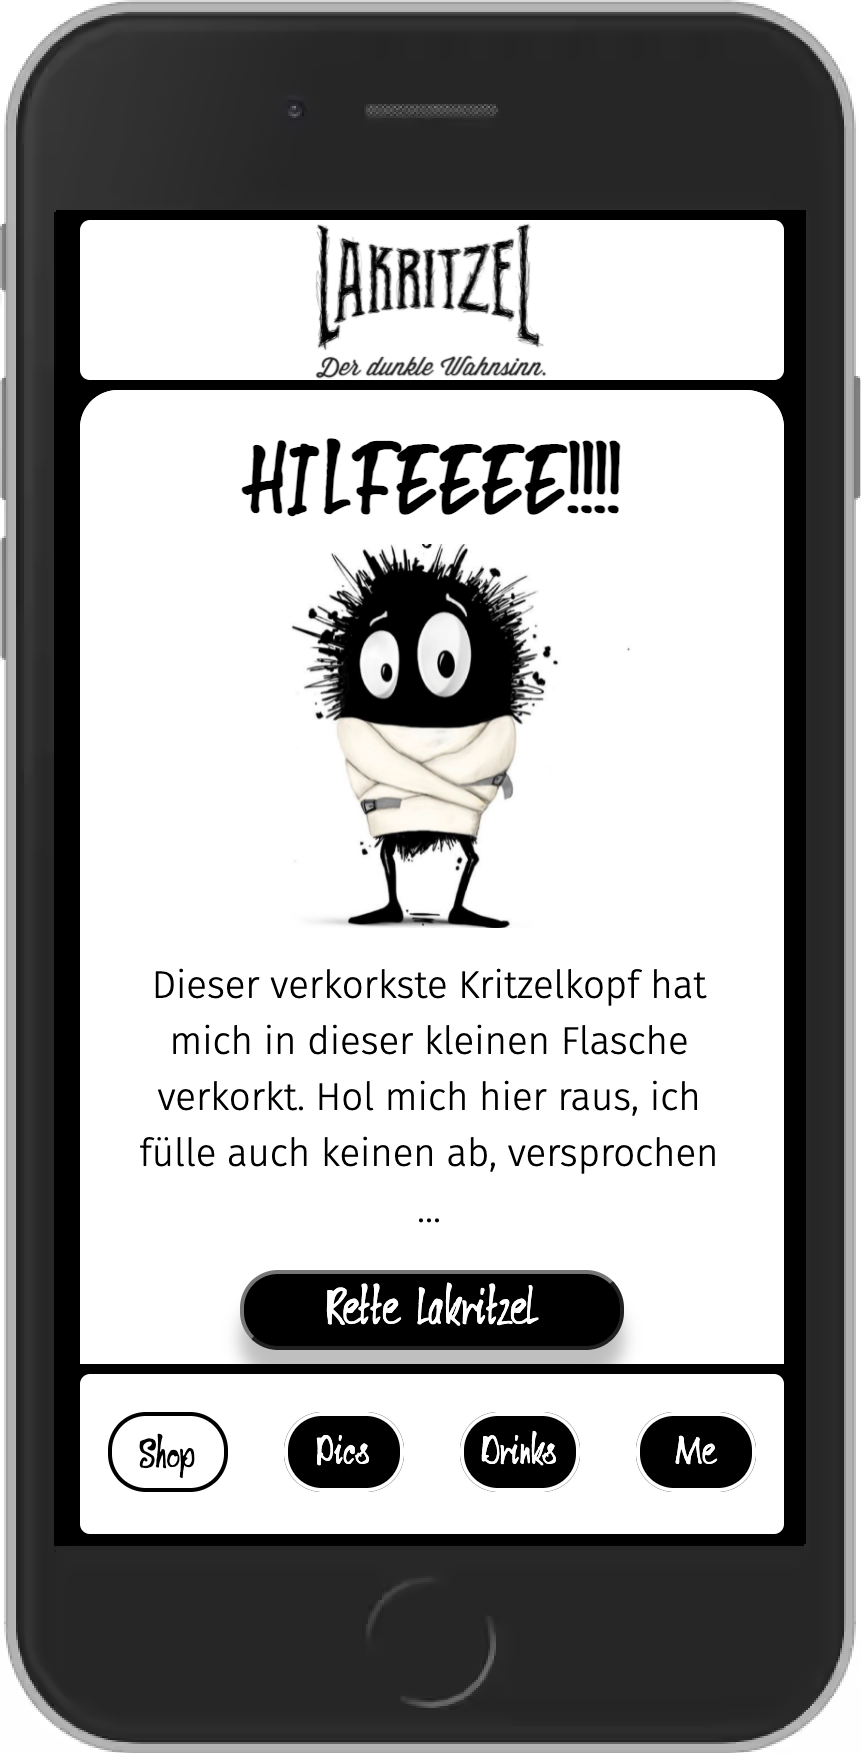 LAKRITZEL
Der dunkle Wahnsinn.
HILFEEEE!!!!
Dieser verkorkste Kritzelkopf hat
mich in dieser kleinen Flasche
verkorkt. Hol mich hier raus, ich
fülle auch keinen ab, versprochen
...
Rette Lakritzel
Shop Pics Drinks Me